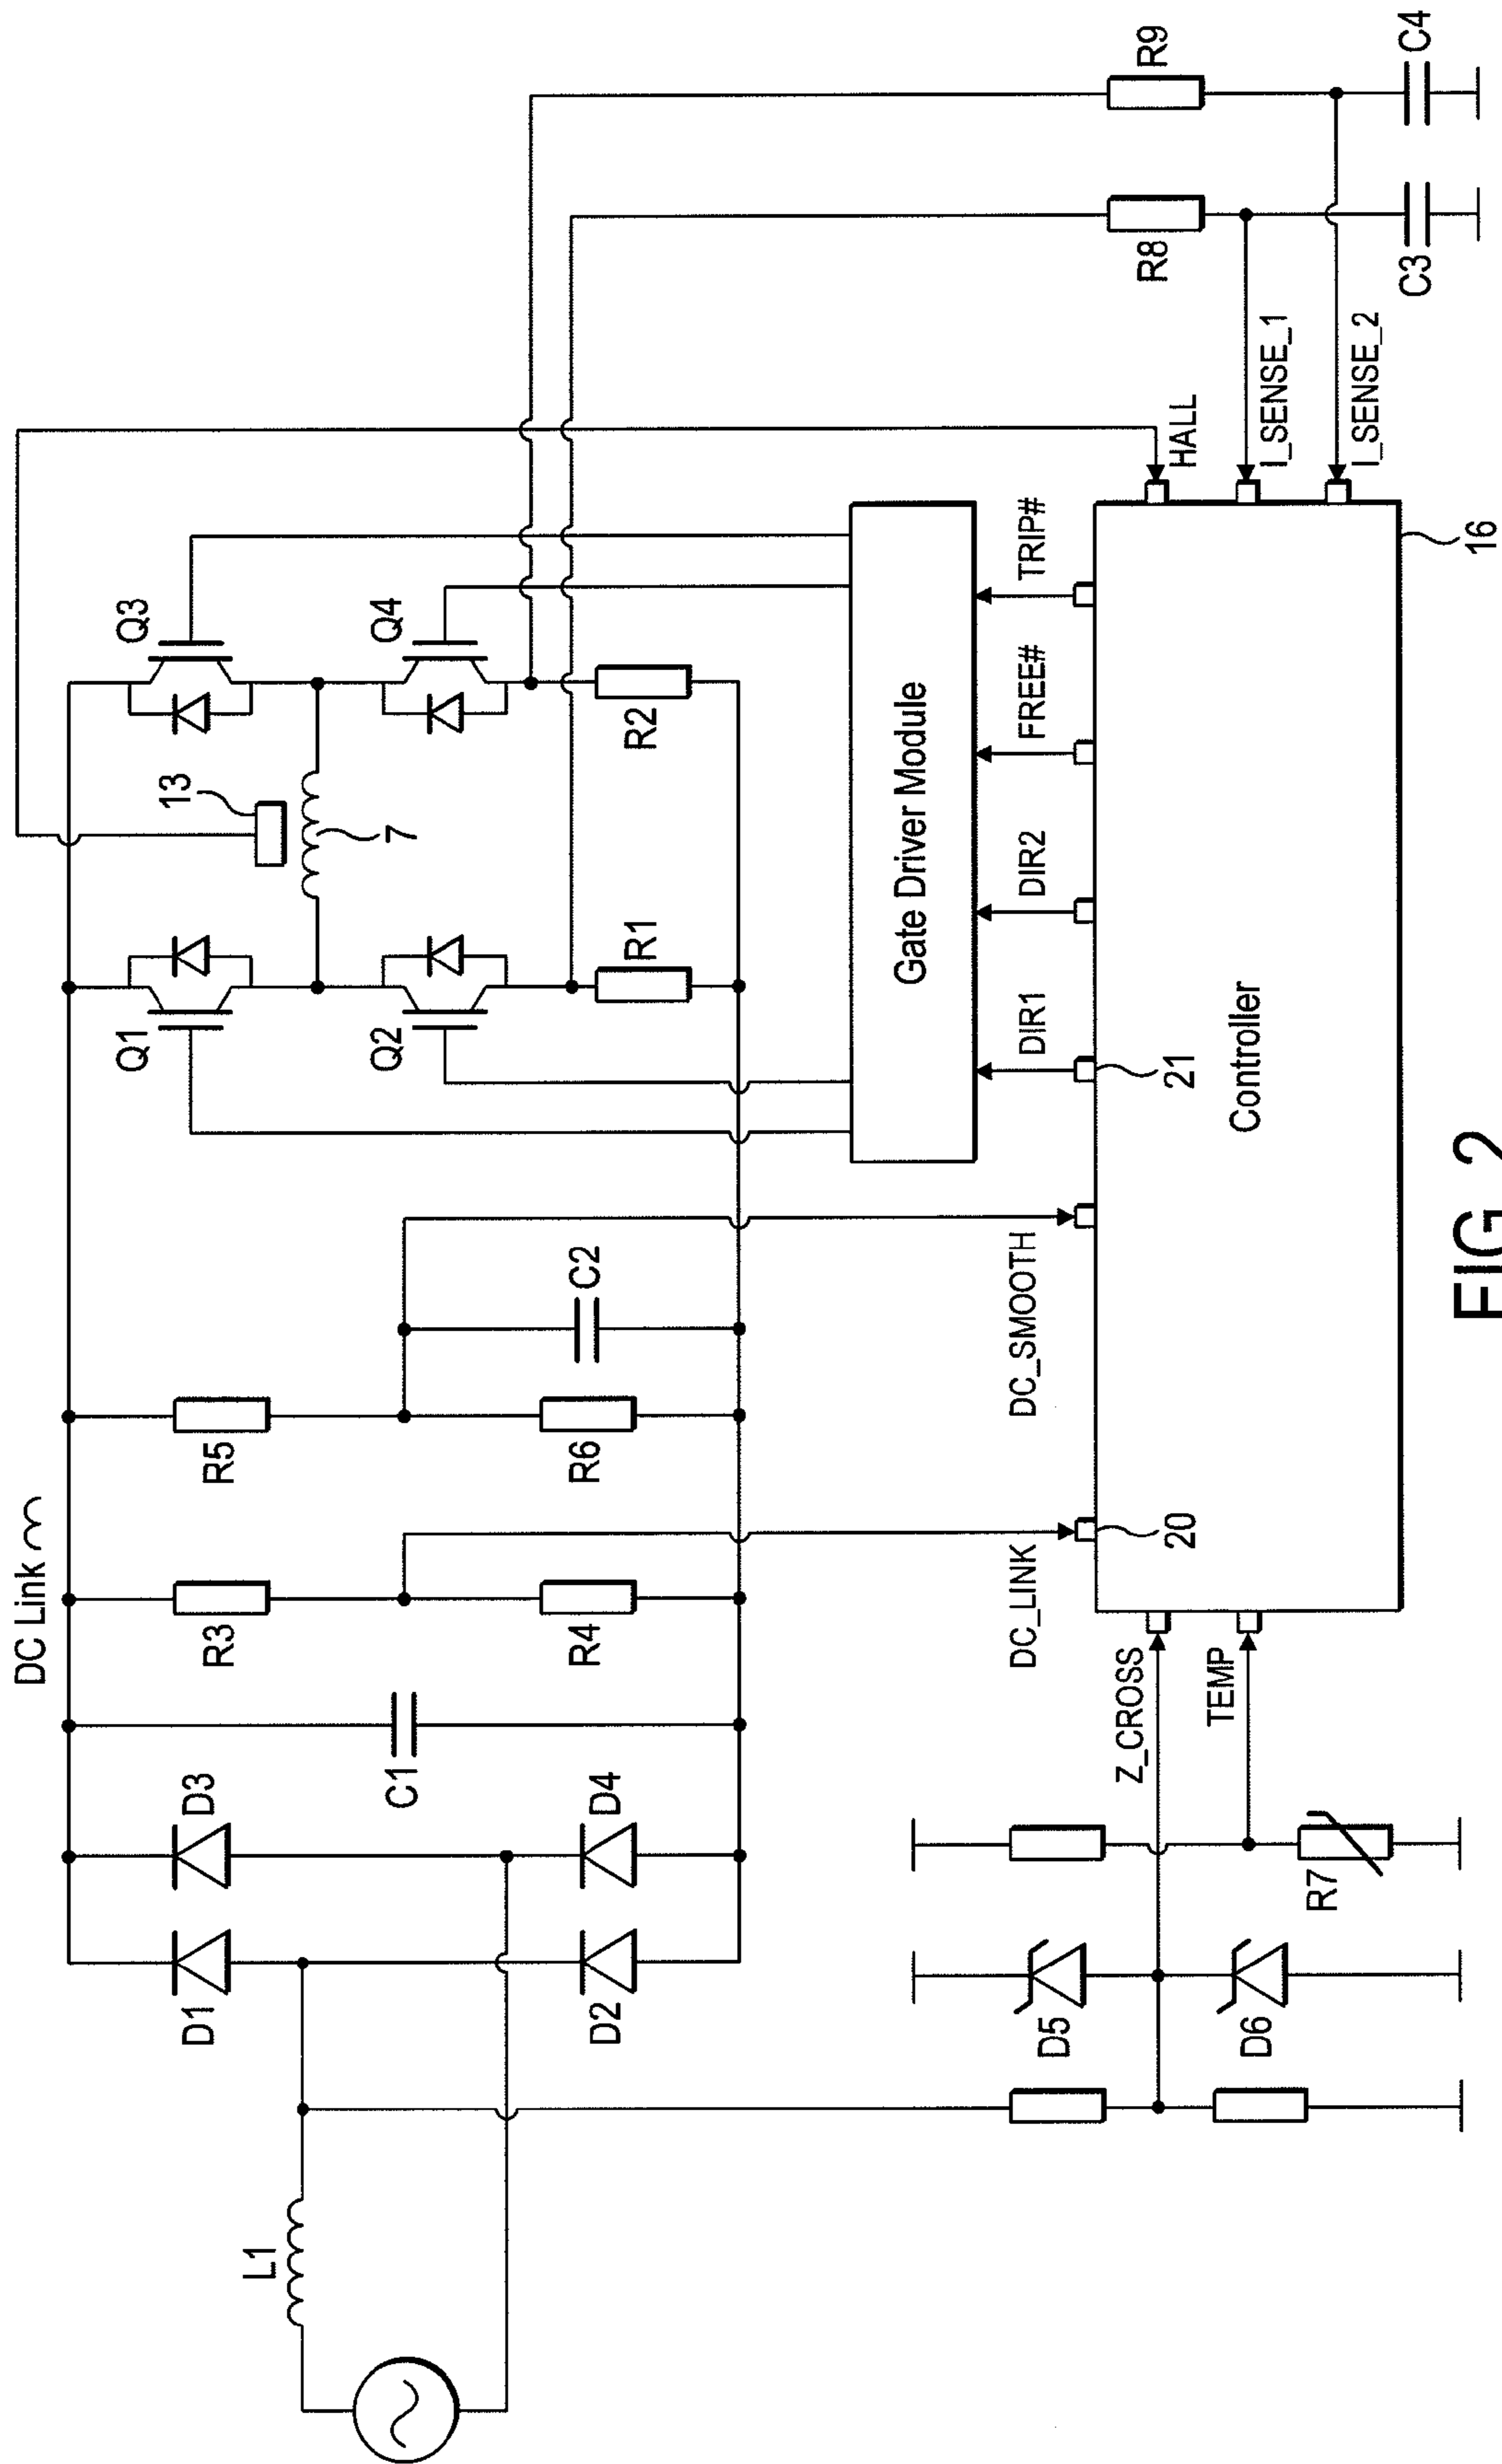 DC Link
L1
D1
D3
D2
D4
C1
R3
R4
R5
R6
C2
Q1
Q2
Q3
Q4
13
7
R1
R2
Gate Driver Module
DIR1
DIR2
FREE#
TRIP#
DC_LINK
DC_SMOOTH
Z_CROSS
TEMP
D5
D6
R7
20
21
Controller
16
HALL
I_SENSE_1
I_SENSE_2
R8
R9
C3
C4
FIG. 2